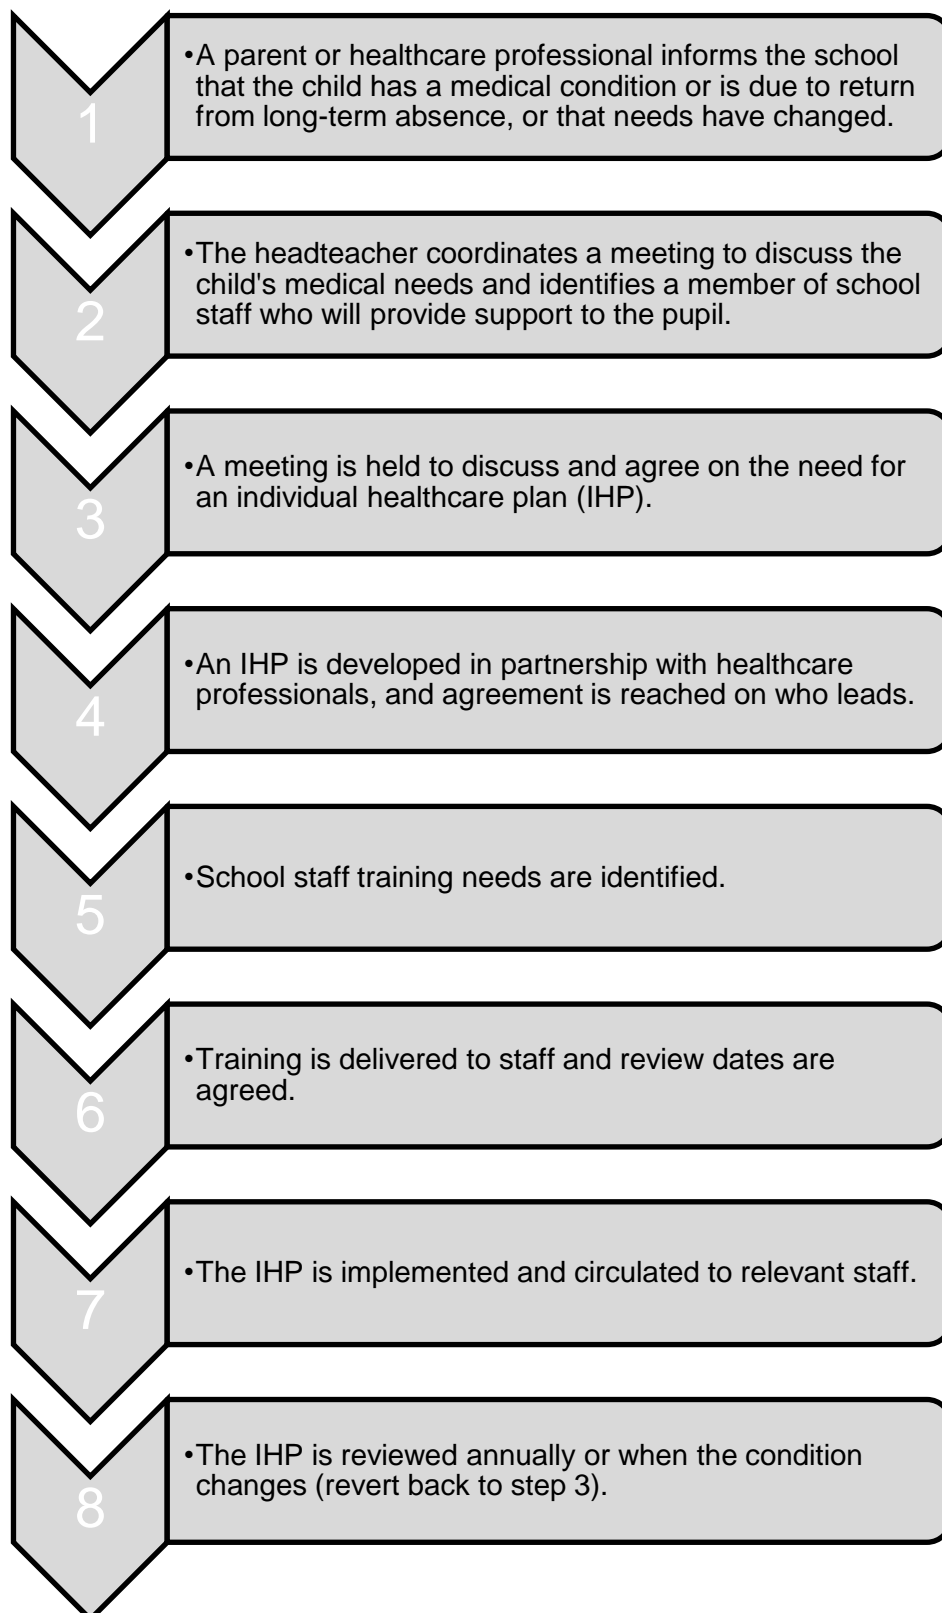 1
•A parent or healthcare professional informs the school
that the child has a medical condition or is due to return
from long-term absence, or that needs have changed.
2
•The headteacher coordinates a meeting to discuss the
child's medical needs and identifies a member of school
staff who will provide support to the pupil.
3
•A meeting is held to discuss and agree on the need for
an individual healthcare plan (IHP).
4
•An IHP is developed in partnership with healthcare
professionals, and agreement is reached on who leads.
5
•School staff training needs are identified.
6
•Training is delivered to staff and review dates are
agreed.
7
•The IHP is implemented and circulated to relevant staff.
8
•The IHP is reviewed annually or when the condition
changes (revert back to step 3).